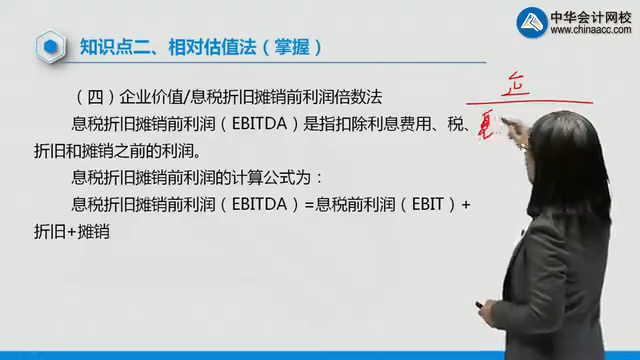 中华会计网校
www.chinaacc.com
知识点二、相对估值法（掌握）
（四）企业价值/息税折旧摊销前利润倍数法
息税折旧摊销前利润（EBITDA）是指扣除利息费用、税、
折旧和摊销之前的利润。
息税折旧摊销前利润的计算公式为：
息税折旧摊销前利润（EBITDA）=息税前利润（EBIT）+
折旧+摊销
企
息